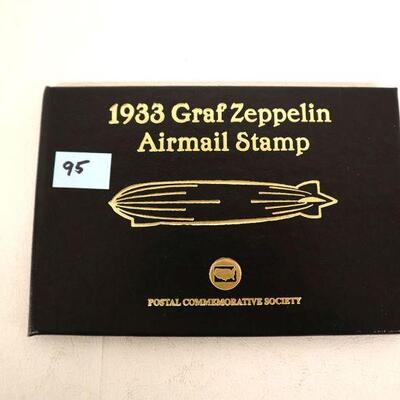 1933 Graf Zeppelin
Airmail Stamp
95
POSTAL COMMEMORATIVE SOCIETY